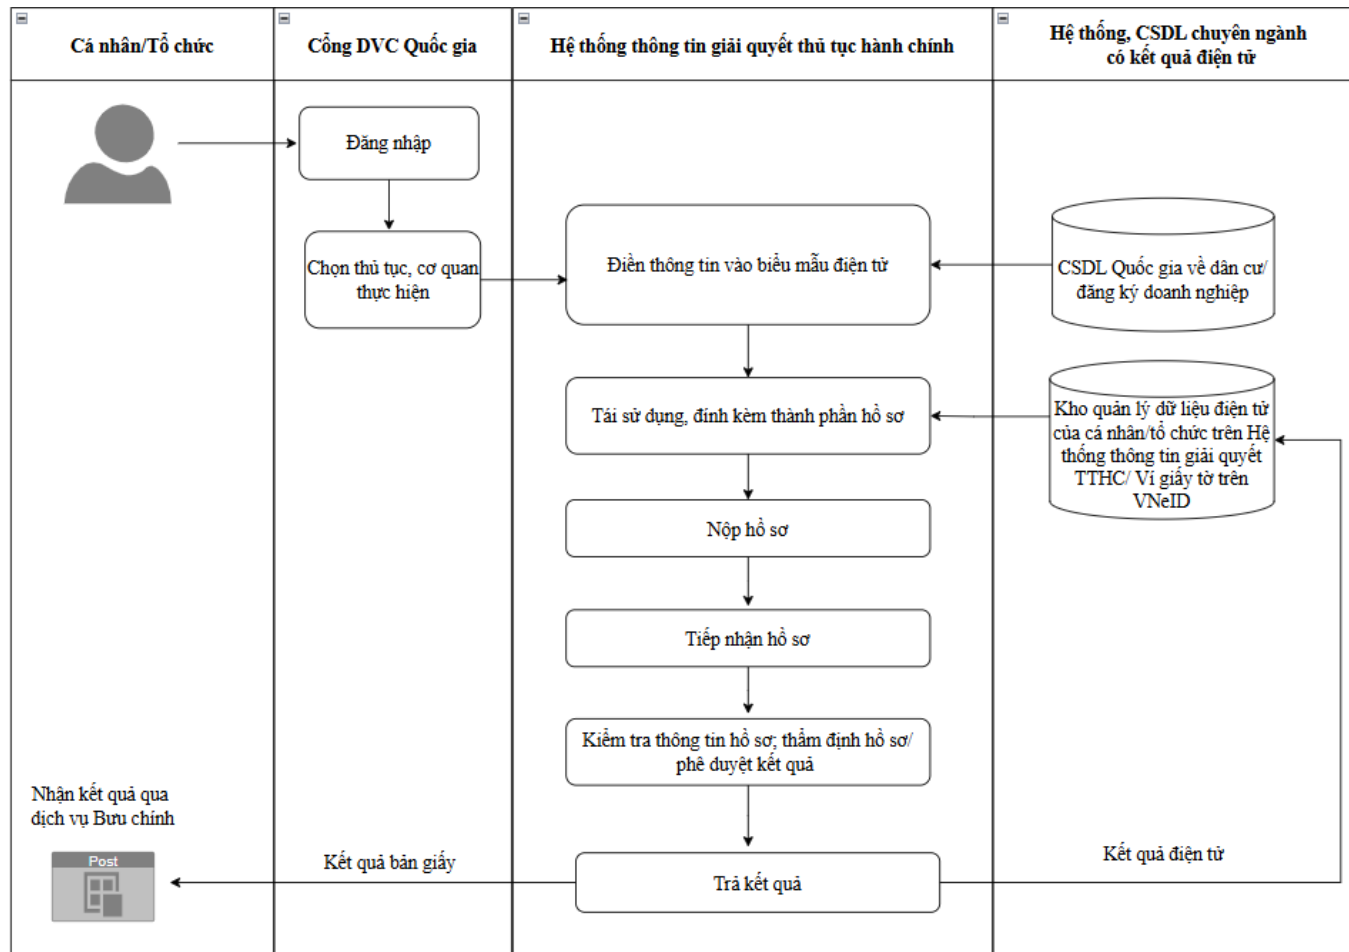 Cá nhân/Tổ chức
Cổng DVC Quốc gia
Hệ thống thông tin giải quyết thủ tục hành chính
Hệ thống, CSDL chuyên ngành
có kết quả điện tử
Đăng nhập
Chọn thủ tục, cơ quan
thực hiện
Điền thông tin vào biểu mẫu điện tử
CSDL Quốc gia về dân cư/
đăng ký doanh nghiệp
Tái sử dụng, đính kèm thành phần hồ sơ
Kho quản lý dữ liệu điện tử
của cá nhân/tổ chức trên Hệ
thống thông tin giải quyết
TTHC/ Ví giấy tờ trên
VNeID
Nộp hồ sơ
Tiếp nhận hồ sơ
Kiểm tra thông tin hồ sơ; thẩm định hồ sơ/
phê duyệt kết quả
Nhận kết quả qua
dịch vụ Bưu chính
Post
Kết quả bản giấy
Trả kết quả
Kết quả điện tử